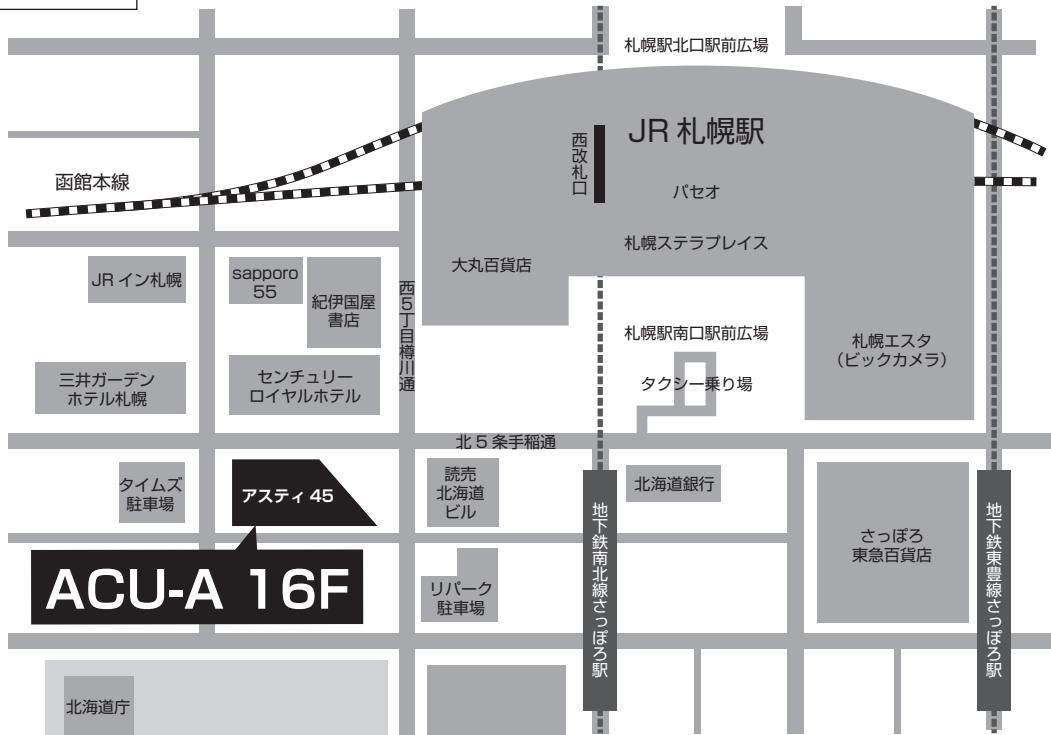 札幌駅北口駅前広場
JR 札幌駅
西改札口
函館本線
パセオ
札幌ステラプレイス
大丸百貨店
JR イン札幌
sapporo
55
紀伊国屋
書店
西5丁目樽川通
札幌駅南口駅前広場
札幌エスタ
（ビックカメラ）
三井ガーデン
ホテル札幌
センチュリー
ロイヤルホテル
タクシー乗り場
北 5 条手稲通
タイムズ
駐車場
アスティ 45
読売
北海道
ビル
北海道銀行
地下鉄南北線さっぽろ駅
さっぽろ
東急百貨店
地下鉄東豊線さっぽろ駅
ACU-A 16F
リパーク
駐車場
北海道庁